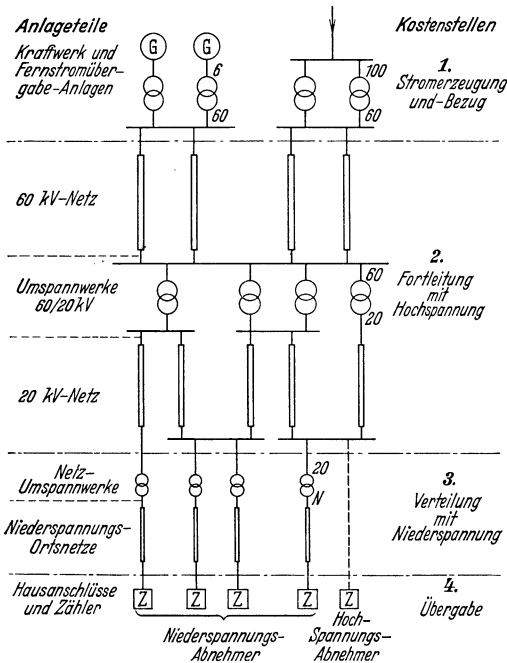 Anlageteile
Kostenstellen
Kraftwerk und
Fernstromüber-
gabe-Anlagen
G
G
6
60
100
60
1.
Stromerzeugung
und-Bezug
60 kV-Netz
Umspannwerke
60/20kV
60
20
2.
Fortleitung
mit
Hochspannung
20 kV-Netz
Netz-
Umspannwerke
20
N
3.
Verteilung
mit
Niederspannung
Niederspannungs-
Ortsnetze
Hausanschlüsse
und Zähler
Z
Z
Z
Z
Z
4.
Übergabe
Niederspannungs-
Abnehmer
Hoch-
Spannungs-
Abnehmer